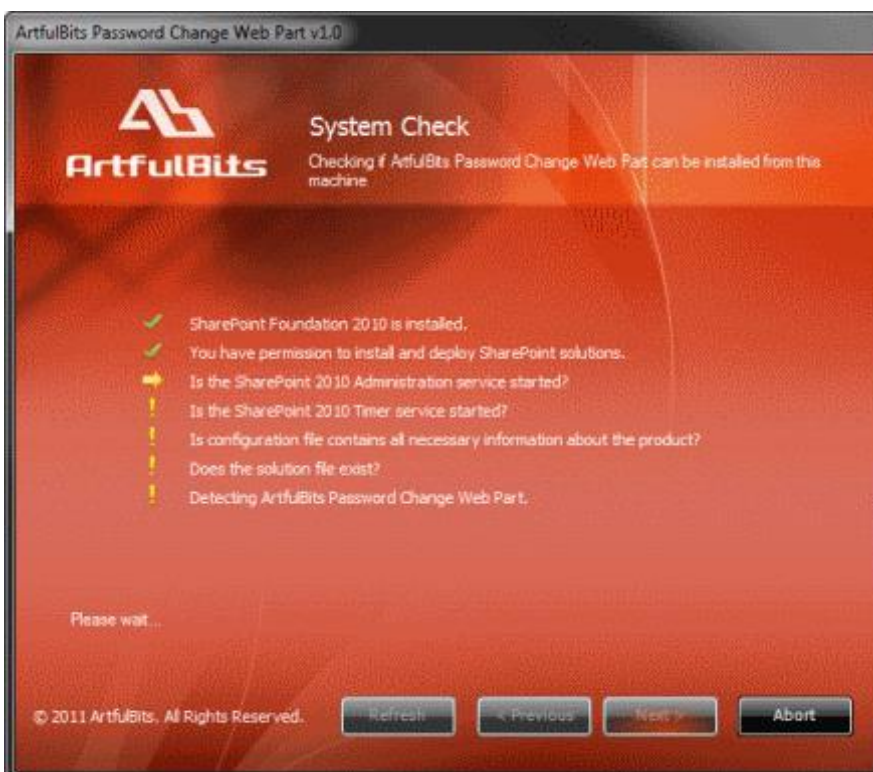 ArtfulBits Password Change Web Part v1.0
ArtfulBits
System Check
Checking if ArtfulBits Password Change Web Part can be installed from this
machine
SharePoint Foundation 2010 is installed.
You have permission to install and deploy SharePoint solutions.
Is the SharePoint 2010 Administration service started?
Is the SharePoint 2010 Timer service started?
Is configuration file contains all necessary information about the product?
Does the solution file exist?
Detecting ArtfulBits Password Change Web Part.
Please wait...
© 2011 ArtfulBits. All Rights Reserved.
Refresh
< Previous
Next >
Abort